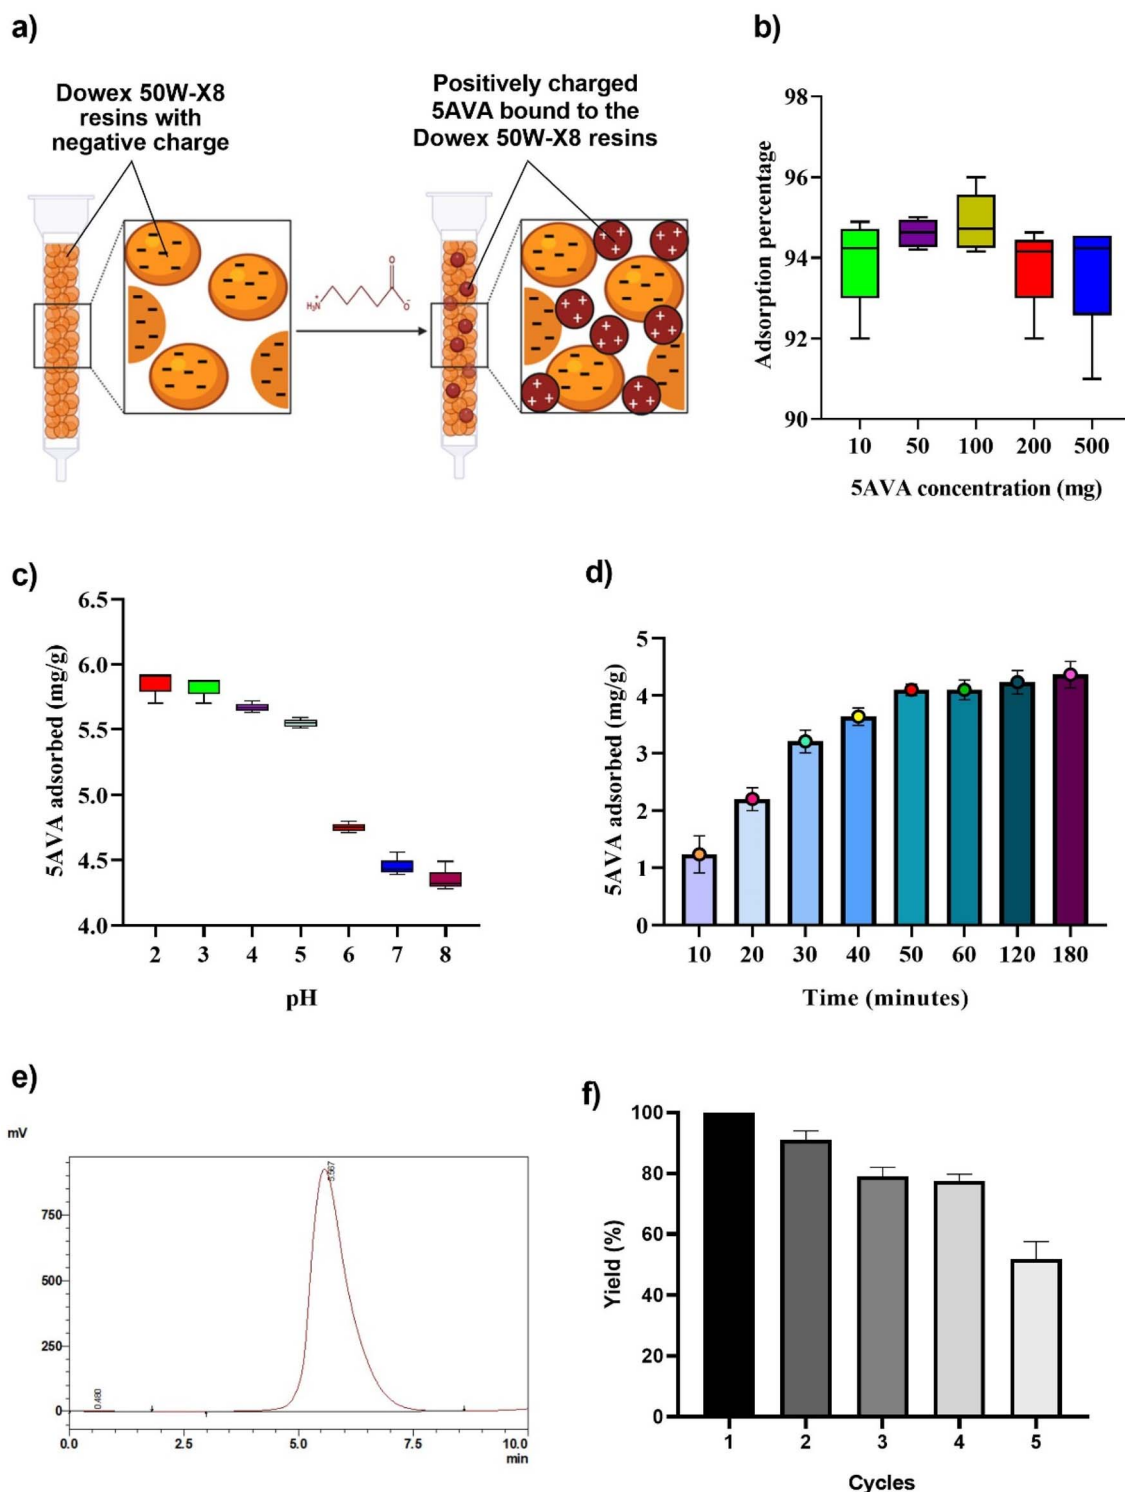 a)
Dowex 50W-X8
resins with
negative charge
Positively charged
5AVA bound to the
Dowex 50W-X8 resins
H₃N⁺
O
O⁻
b)
Adsorption percentage
98
96
94
92
90
10 50 100 200 500
5AVA concentration (mg)
c)
5AVA adsorbed (mg/g)
6.5
6.0
5.5
5.0
4.5
4.0
2 3 4 5 6 7 8
pH
d)
5AVA adsorbed (mg/g)
5
4
3
2
1
0
10 20 30 40 50 60 120 180
Time (minutes)
e)
mV
750
500
250
0
0.480
5.567
0.0 2.5 5.0 7.5 10.0
min
f)
Yield (%)
100
80
60
40
20
0
1 2 3 4 5
Cycles